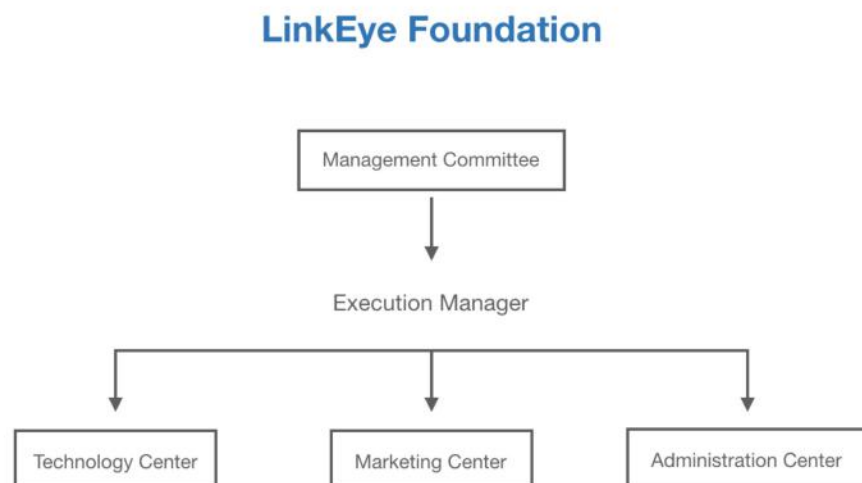 LinkEye Foundation
Management Committee
Execution Manager
Technology Center
Marketing Center
Administration Center